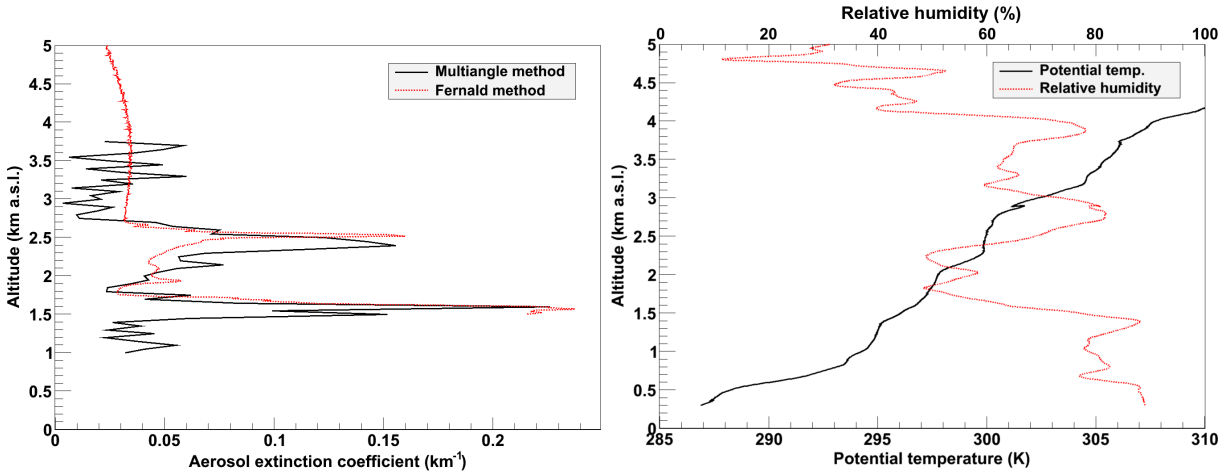 Relative humidity (%)
0 20 40 60 80 100
5
4.5
4
3.5
3
2.5
2
1.5
1
0.5
0
Altitude (km a.s.l.)
Multiangle method
Fernald method
0 0.05 0.1 0.15 0.2
Aerosol extinction coefficient (km-1)
5
4.5
4
3.5
3
2.5
2
1.5
1
0.5
0
Altitude (km a.s.l.)
Potential temp.
Relative humidity
285 290 295 300 305 310
Potential temperature (K)